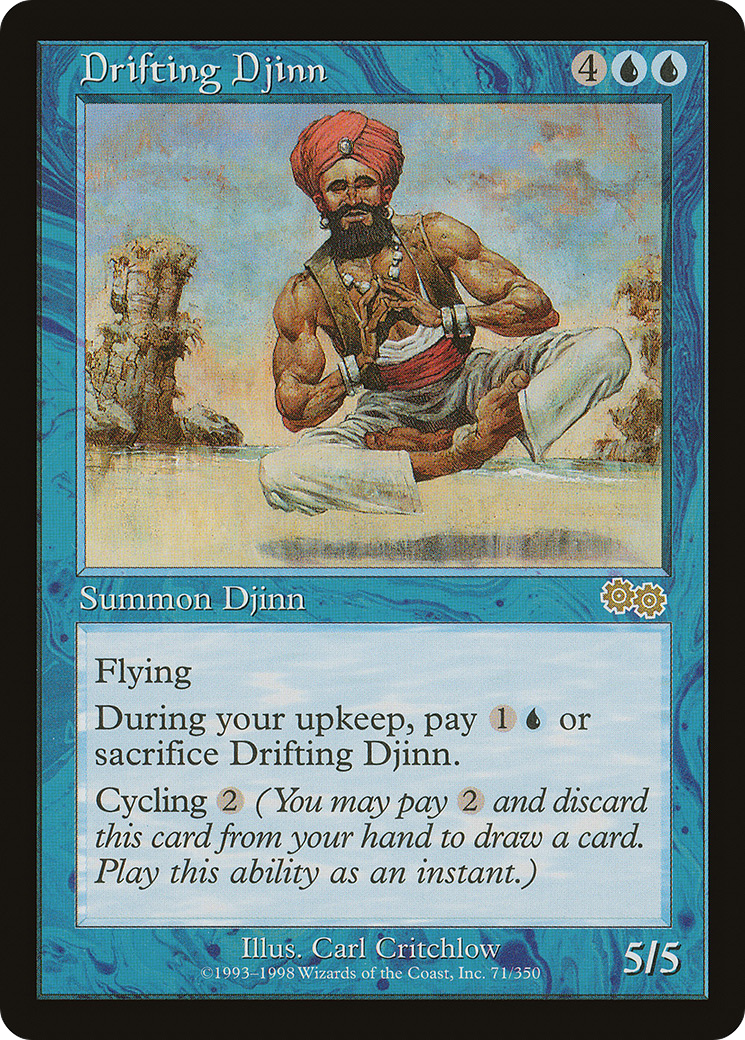 Drifting Djinn 4
Summon Djinn
Flying
During your upkeep, pay 1 or
sacrifice Drifting Djinn.
Cycling 2 (You may pay 2 and discard
this card from your hand to draw a card.
Play this ability as an instant.)
Illus. Carl Critchlow
©1993–1998 Wizards of the Coast, Inc. 71/350
5/5